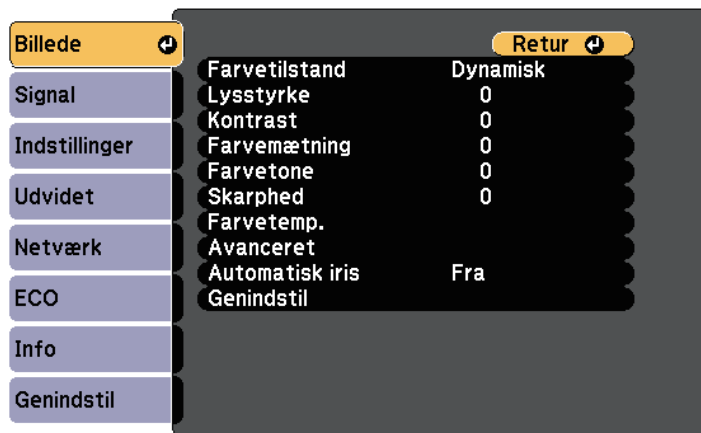 Billede
Signal
Indstillinger
Udvidet
Netværk
ECO
Info
Genindstil
Retur
Farvetilstand Dynamisk
Lysstyrke 0
Kontrast 0
Farvemætning 0
Farvetone 0
Skarphed 0
Farvetemp.
Avanceret
Automatisk iris Fra
Genindstil